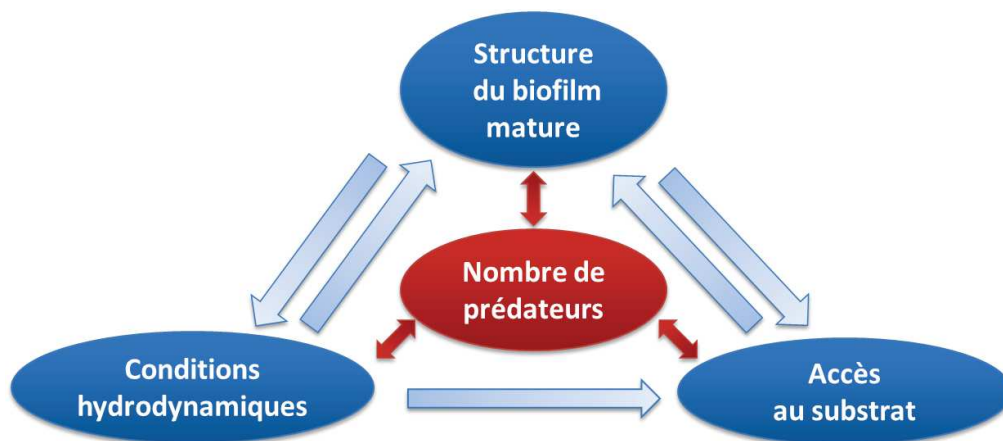 Structure
du biofilm
mature
Nombre de
prédateurs
Conditions
hydrodynamiques
Accès
au substrat